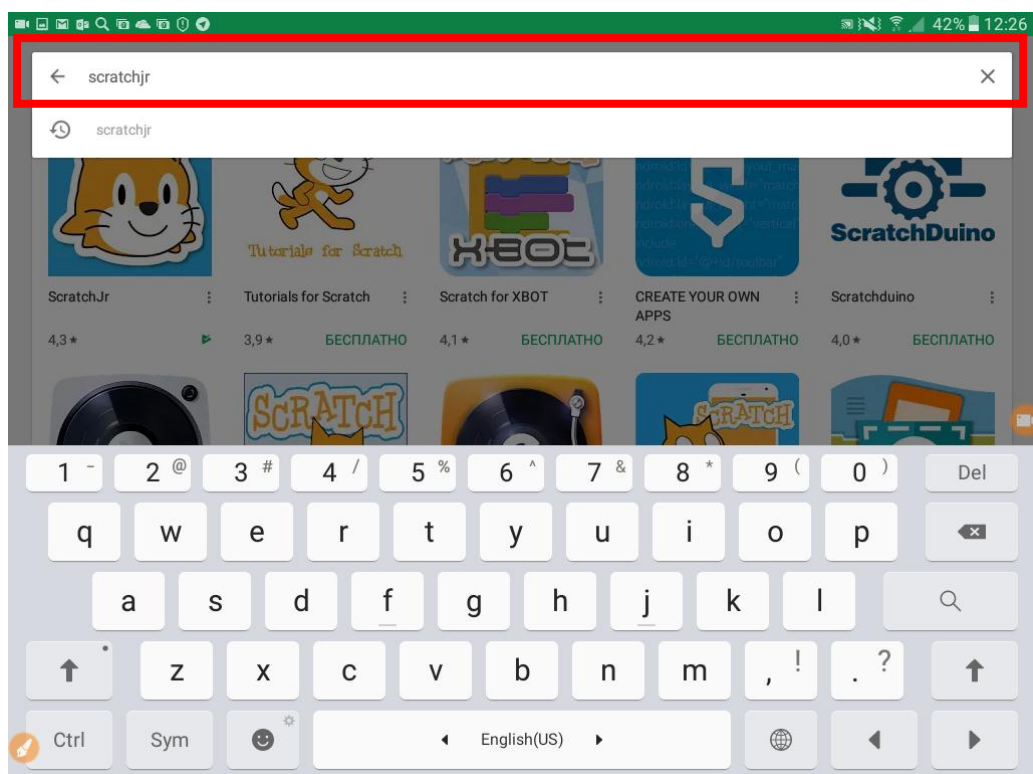 42% 12:26
scratchjr
scratchjr
Tutorials for Scratch
X-BOT
ScratchDuino
ScratchJr
Tutorials for Scratch
Scratch for XBOT
CREATE YOUR OWN APPS
Scratchduino
4,3★
3,9★ БЕСПЛАТНО
4,1★ БЕСПЛАТНО
4,2★ БЕСПЛАТНО
4,0★ БЕСПЛАТНО
SCRATCH
SCRATCH
1 - 2 @ 3 # 4 / 5 % 6 ^ 7 & 8 * 9 ( 0 ) Del
q w e r t y u i o p
a s d f g h j k l
z x c v b n m , ! . ?
Ctrl Sym English(US)